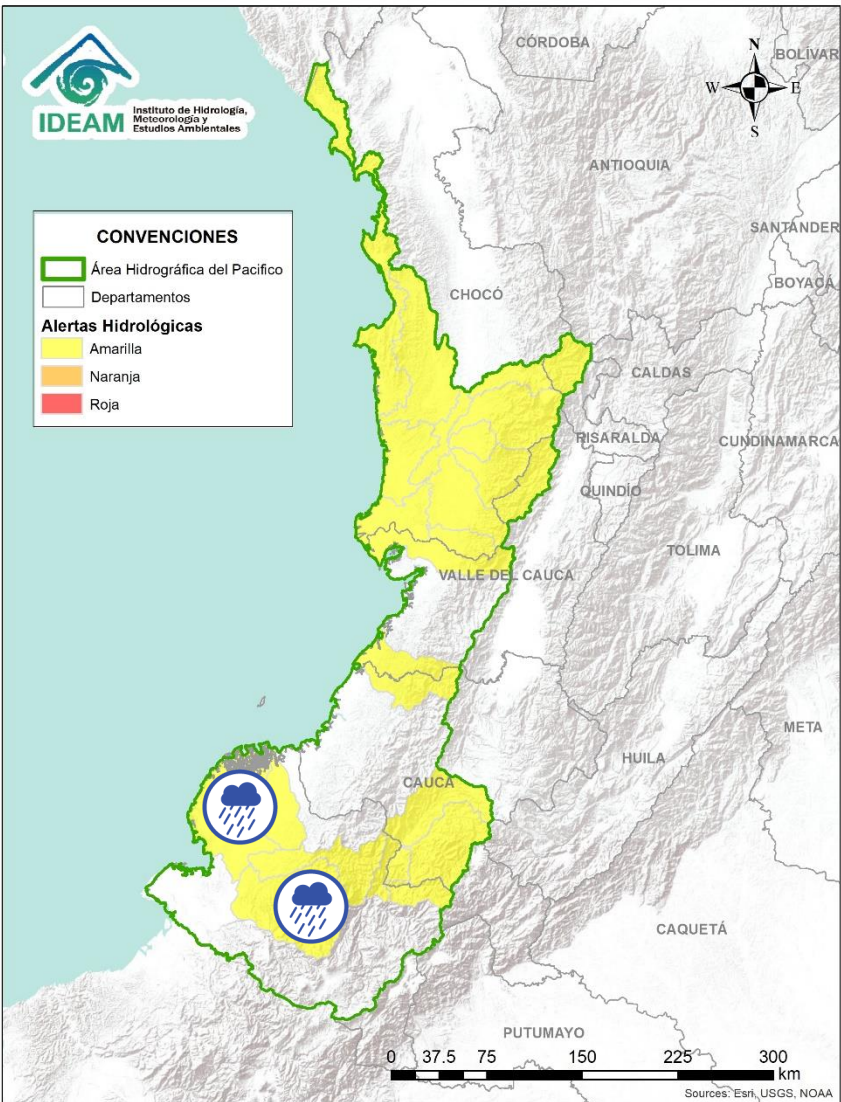 IDEAM
Instituto de Hidrología,
Meteorología y
Estudios Ambientales
CÓRDOBA
BOLÍVAR
N
W
E
S
ANTIOQUIA
SANTANDER
BOYACÁ
CONVENCIONES
Área Hidrográfica del Pacifico
Departamentos
Alertas Hidrológicas
Amarilla
Naranja
Roja
CHOCÓ
CALDAS
RISARALDA
CUNDINAMARCA
QUINDÍO
TOLIMA
VALLE DEL CAUCA
META
HUILA
CAUCA
CAQUETÁ
PUTUMAYO
0 37.5 75 150 225 300
km
Sources: Esri, USGS, NOAA